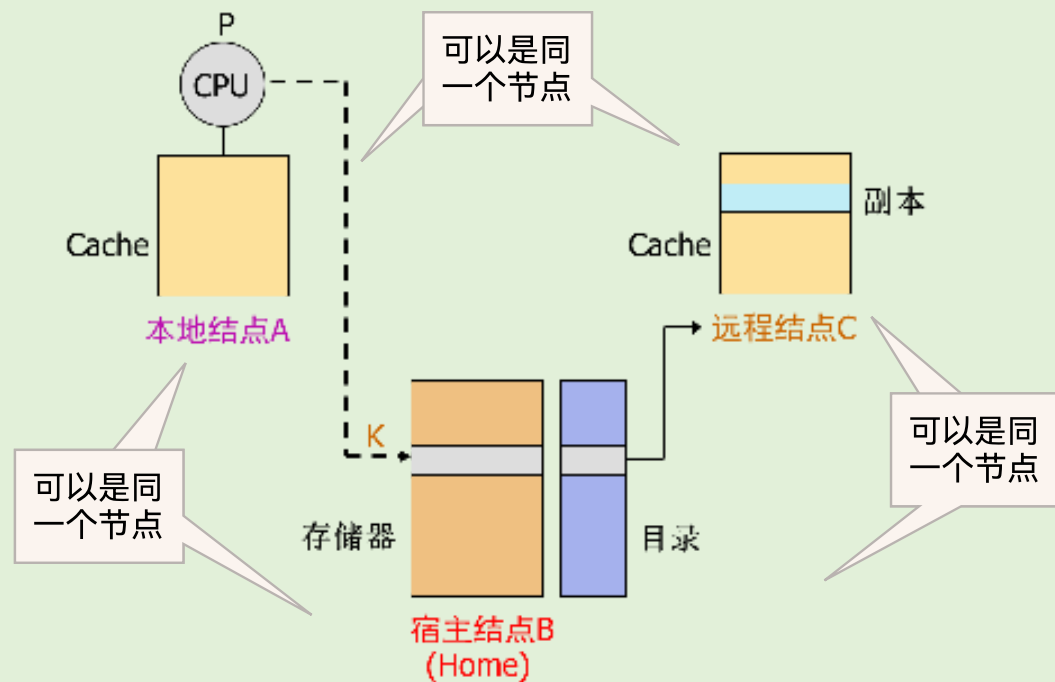 P
CPU
可以是同
一个节点
Cache
本地结点A
副本
Cache
远程结点C
K
可以是同
一个节点
可以是同
一个节点
存储器
目录
宿主结点B
(Home)